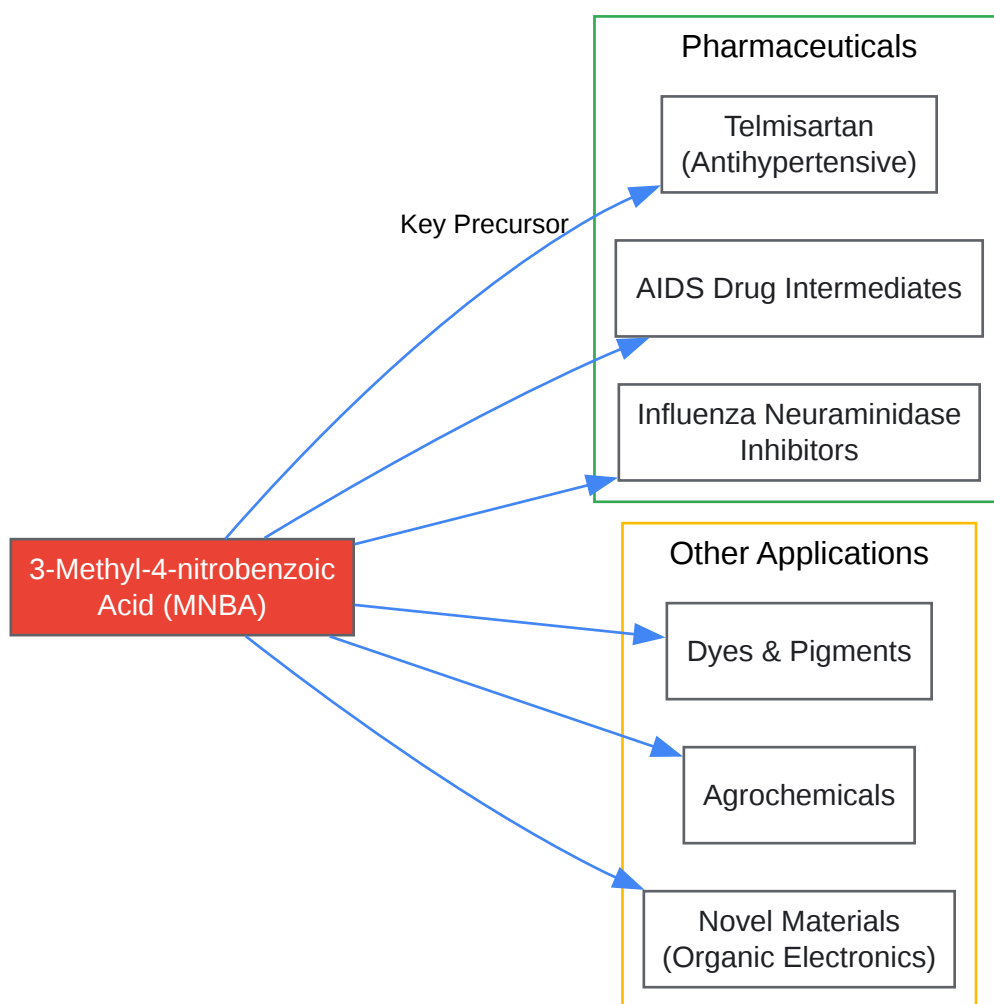 Pharmaceuticals
Telmisartan
(Antihypertensive)
Key Precursor
AIDS Drug Intermediates
Influenza Neuraminidase
Inhibitors
3-Methyl-4-nitrobenzoic
Acid (MNBA)
Other Applications
Dyes & Pigments
Agrochemicals
Novel Materials
(Organic Electronics)